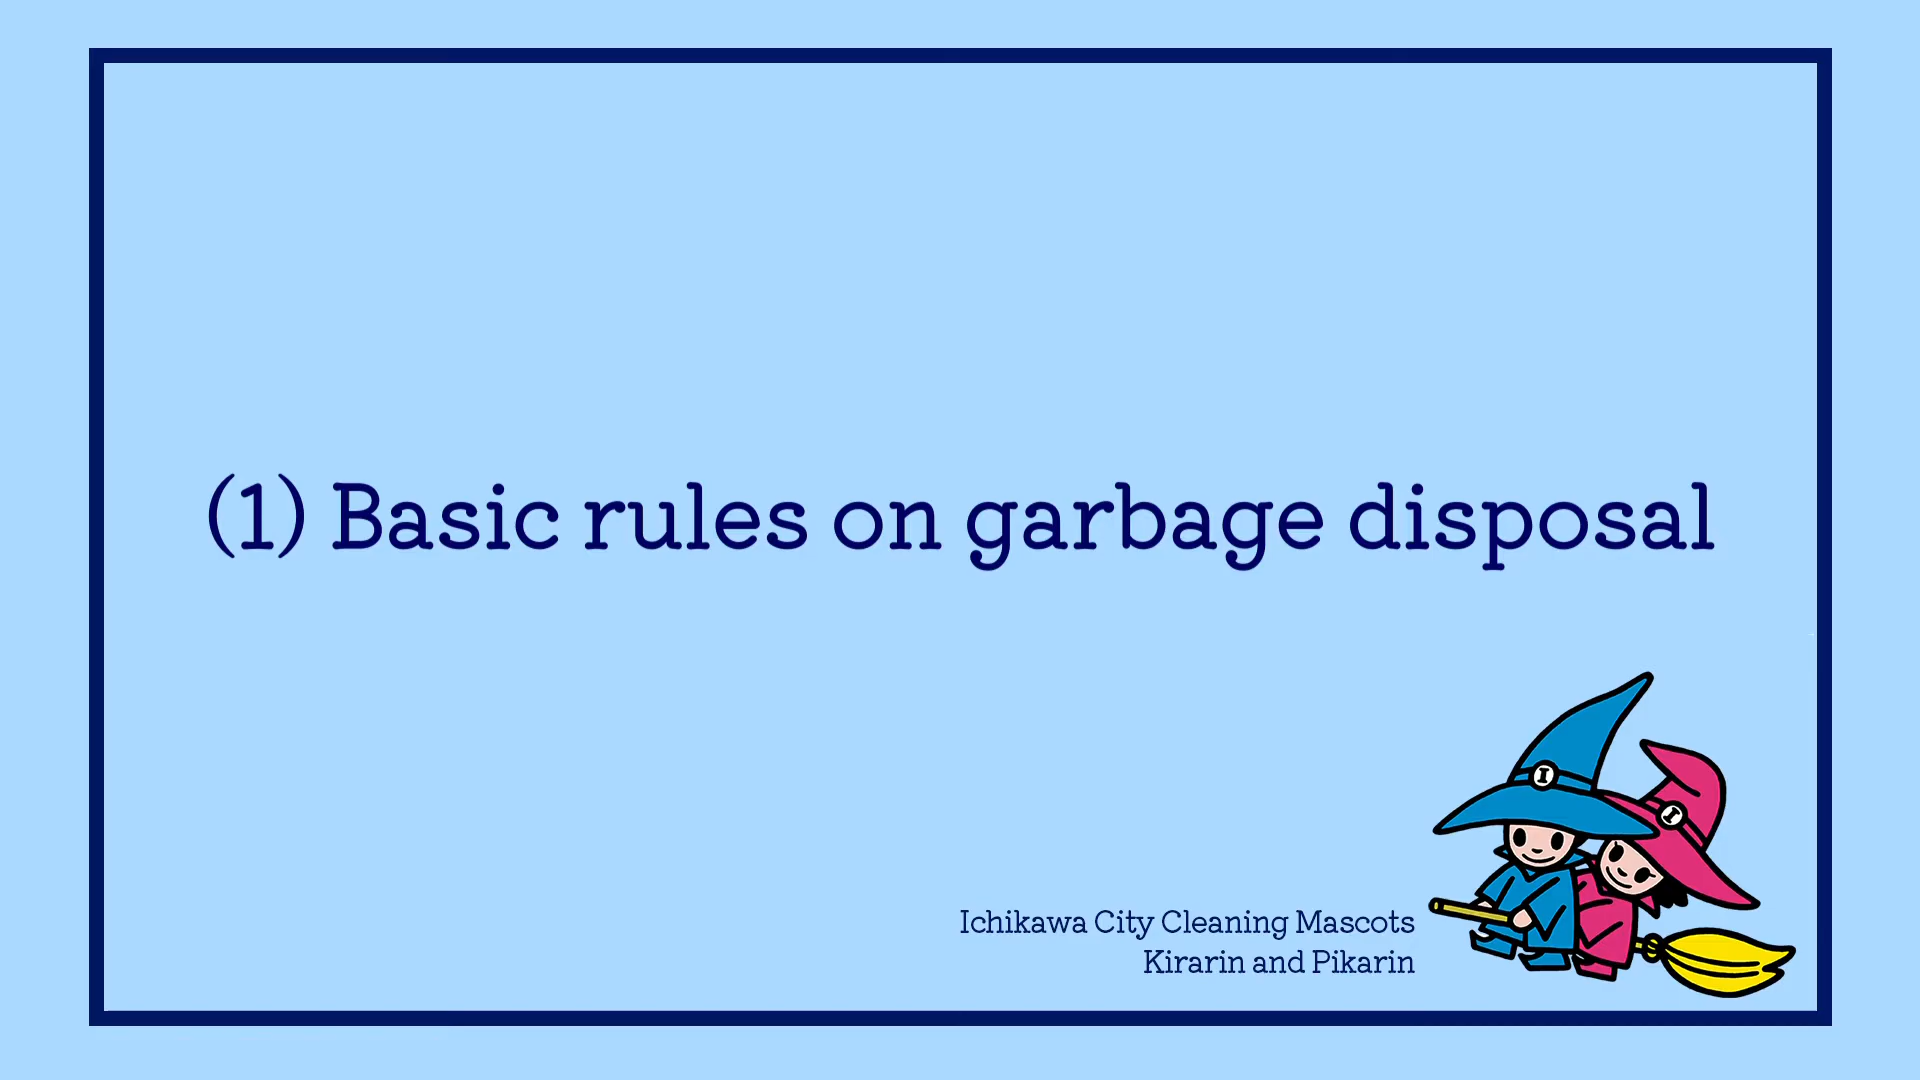 (1) Basic rules on garbage disposal
I
I
Ichikawa City Cleaning Mascots
Kirarin and Pikarin